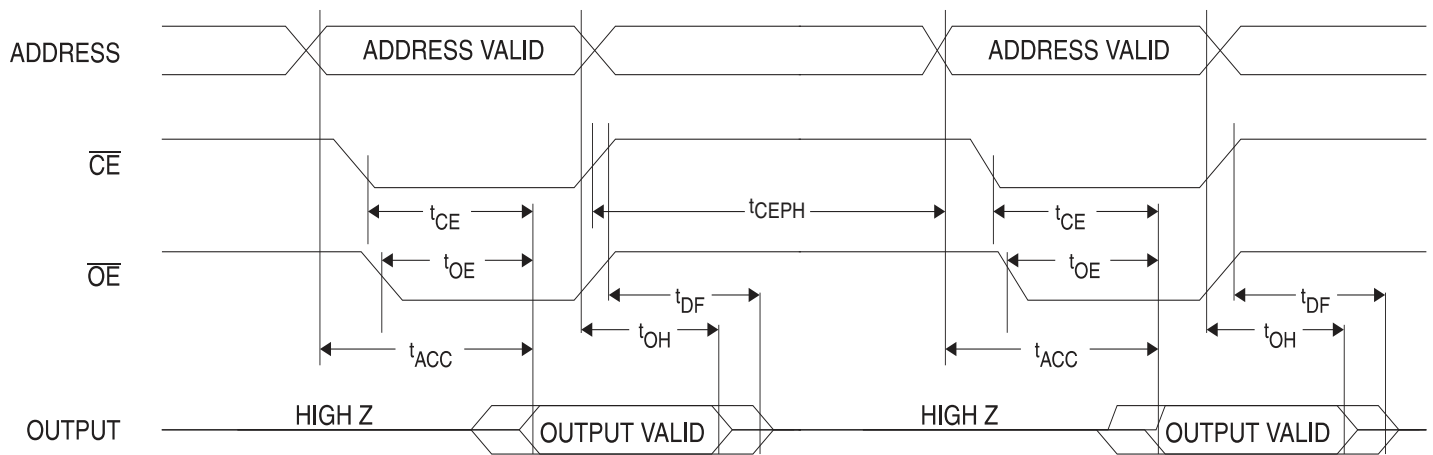 ADDRESS ADDRESS VALID ADDRESS VALID
CE
tCE tCEPH tCE
OE tOE tOE
tDF tDF
tOH tOH
tACC tACC
HIGH Z HIGH Z
OUTPUT OUTPUT VALID OUTPUT VALID